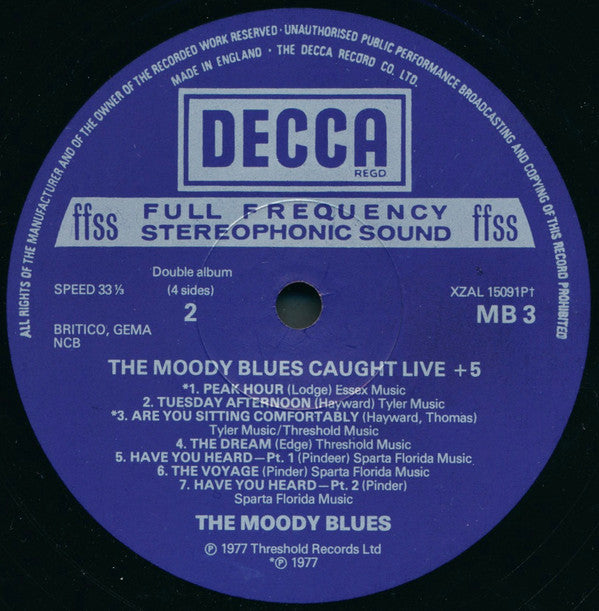 ALL RIGHTS OF THE MANUFACTURER AND OF THE OWNER OF THE RECORDED WORK RESERVED · UNAUTHORISED PUBLIC PERFORMANCE BROADCASTING AND COPYING OF THIS RECORD PROHIBITED
MADE IN ENGLAND · THE DECCA RECORD CO. LTD.
DECCA
REGD
ffss FULL FREQUENCY STEREOPHONIC SOUND ffss
SPEED 33⅓
Double album
(4 sides)
2
XZAL 15091P†
MB 3
BRITICO, GEMA
NCB
THE MOODY BLUES CAUGHT LIVE +5
*1. PEAK HOUR (Lodge) Essex Music
2. TUESDAY AFTERNOON (Hayward) Tyler Music
*3. ARE YOU SITTING COMFORTABLY (Hayward, Thomas)
Tyler Music/Threshold Music
4. THE DREAM (Edge) Threshold Music
5. HAVE YOU HEARD—Pt. 1 (Pindeer) Sparta Florida Music
6. THE VOYAGE (Pinder) Sparta Florida Music
7. HAVE YOU HEARD—Pt. 2 (Pinder)
Sparta Florida Music
THE MOODY BLUES
℗ 1977 Threshold Records Ltd
*℗ 1977